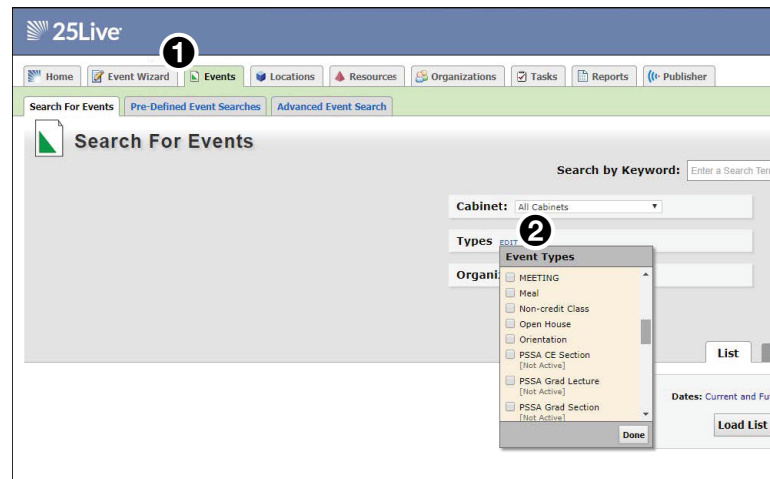 25Live
1
Home Event Wizard Events Locations Resources Organizations Tasks Reports Publisher
Search For Events Pre-Defined Event Searches Advanced Event Search
Search For Events
Search by Keyword: Enter a Search Ter
Cabinet: All Cabinets
Types EDIT
2
Event Types
Organi
MEETING
Meal
Non-credit Class
Open House
Orientation
PSSA CE Section
[Not Active]
PSSA Grad Lecture
[Not Active]
PSSA Grad Section
[Not Active]
Done
List
Dates: Current and Fu
Load List